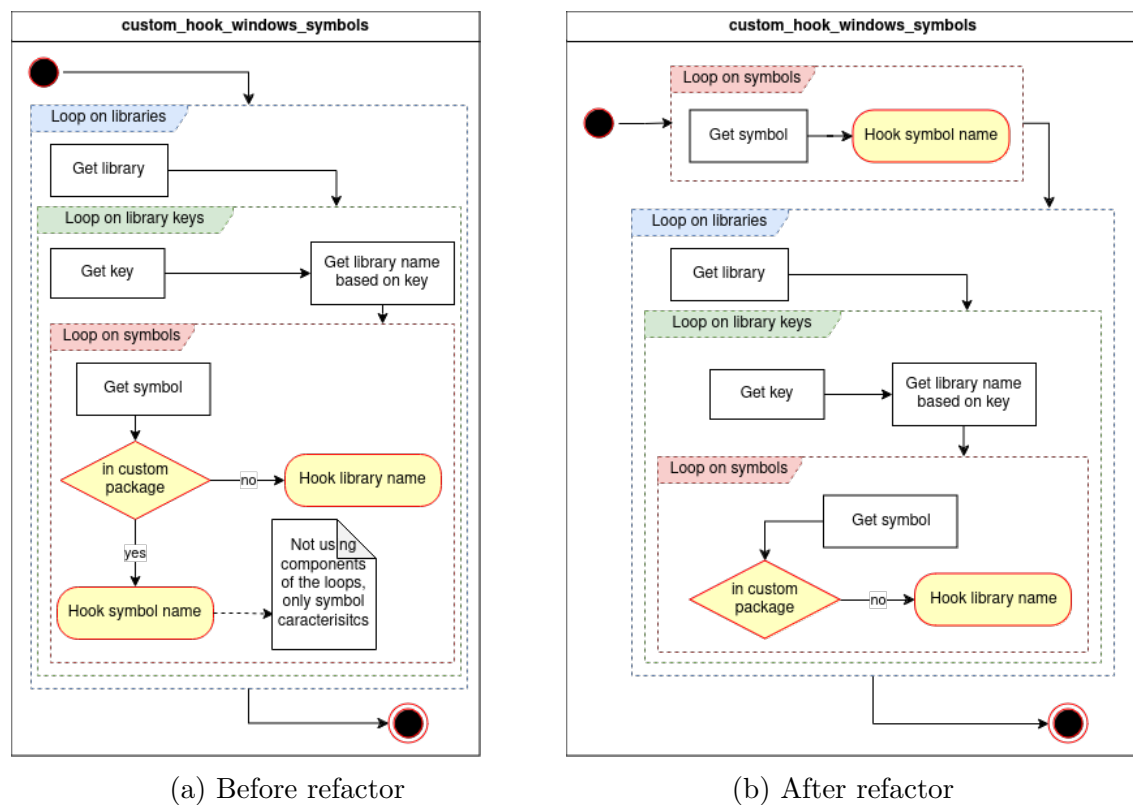 custom_hook_windows_symbols
Loop on libraries
Get library
Loop on library keys
Get key
Get library name
based on key
Loop on symbols
Get symbol
in custom
package
no
Hook library name
yes
Hook symbol name
Not using
components
of the loops,
only symbol
caracterisitcs
(a) Before refactor
custom_hook_windows_symbols
Loop on symbols
Get symbol
Hook symbol name
Loop on libraries
Get library
Loop on library keys
Get key
Get library name
based on key
Loop on symbols
Get symbol
in custom
package
no
Hook library name
(b) After refactor